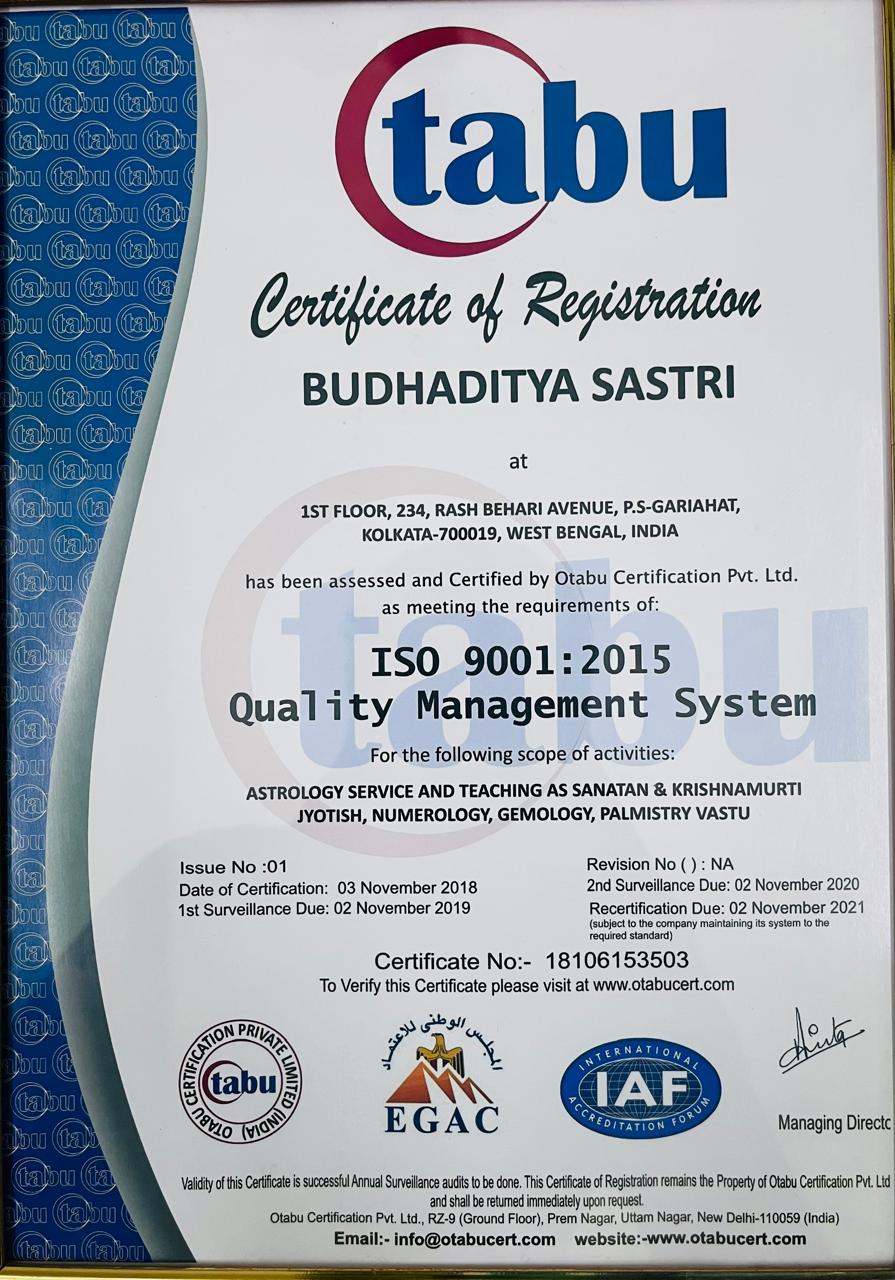 tabu
Certificate of Registration
BUDHADITYA SASTRI
at
1ST FLOOR, 234, RASH BEHARI AVENUE, P.S-GARIAHAT,
KOLKATA-700019, WEST BENGAL, INDIA
has been assessed and Certified by Otabu Certification Pvt. Ltd.
as meeting the requirements of:
ISO 9001:2015
Quality Management System
For the following scope of activities:
ASTROLOGY SERVICE AND TEACHING AS SANATAN & KRISHNAMURTI
JYOTISH, NUMEROLOGY, GEMOLOGY, PALMISTRY VASTU
Issue No :01
Date of Certification: 03 November 2018
1st Surveillance Due: 02 November 2019
Revision No ( ) : NA
2nd Surveillance Due: 02 November 2020
Recertification Due: 02 November 2021
(subject to the company maintaining its system to the
required standard)
Certificate No:- 18106153503
To Verify this Certificate please visit at www.otabucert.com
OTABU CERTIFICATION PRIVATE LIMITED (INDIA)
tabu
المجلس الوطني للاعتماد
EGAC
INTERNATIONAL
IAF
ACCREDITATION FORUM
Managing Directo
Validity of this Certificate is successful Annual Surveillance audits to be done. This Certificate of Registration remains the Property of Otabu Certification Pvt. Ltd
and shall be returned immediately upon request.
Otabu Certification Pvt. Ltd., RZ-9 (Ground Floor), Prem Nagar, Uttam Nagar, New Delhi-110059 (India)
Email:- info@otabucert.com website:-www.otabucert.com